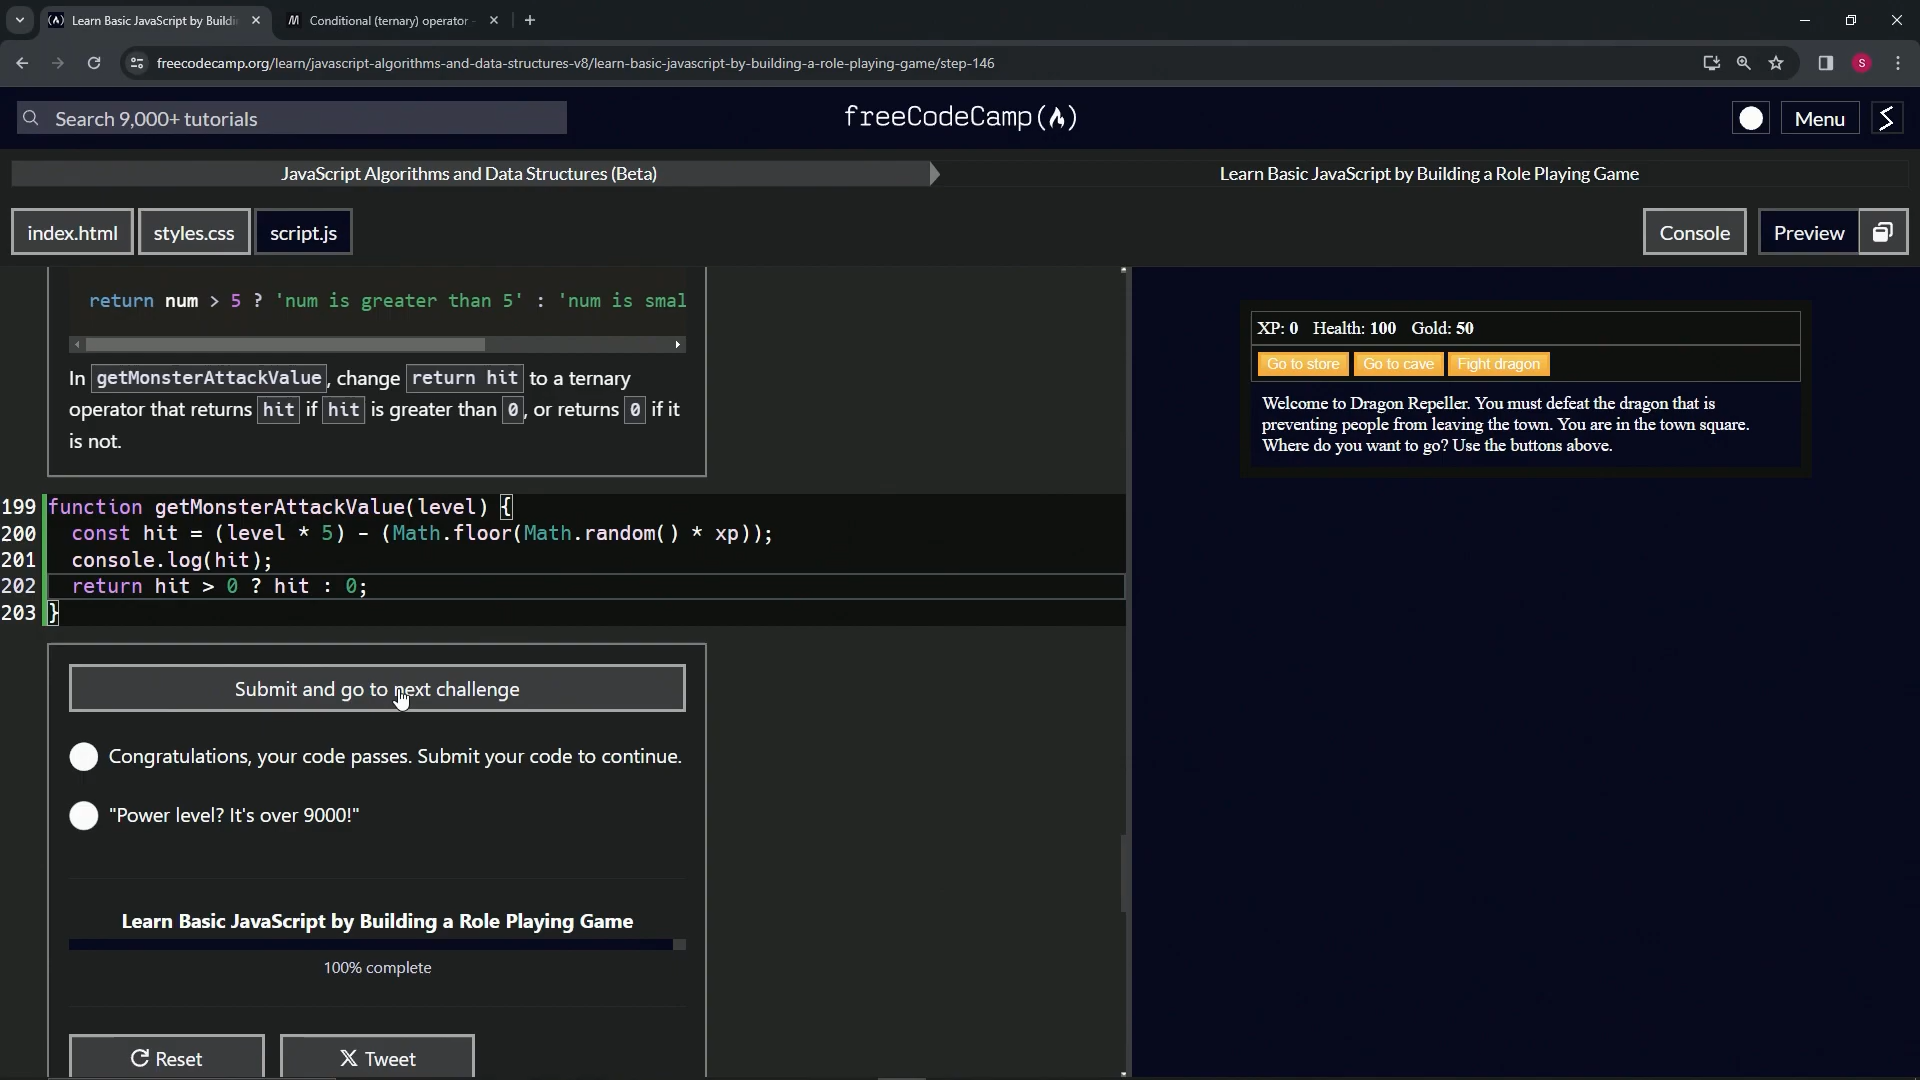 Learn Basic JavaScript by Buildi
Conditional (ternary) operator -
freecodecamp.org/learn/javascript-algorithms-and-data-structures-v8/learn-basic-javascript-by-building-a-role-playing-game/step-146
S
Search 9,000+ tutorials
freeCodeCamp(🔥)
Menu
JavaScript Algorithms and Data Structures (Beta)
Learn Basic JavaScript by Building a Role Playing Game
index.html
styles.css
script.js
Console
Preview
return num > 5 ? 'num is greater than 5' : 'num is smal
In getMonsterAttackValue, change return hit to a ternary
operator that returns hit if hit is greater than 0, or returns 0 if it
is not.
199 function getMonsterAttackValue(level) {
200 const hit = (level * 5) - (Math.floor(Math.random() * xp));
201 console.log(hit);
202 return hit > 0 ? hit : 0;
203 }
Submit and go to next challenge
Congratulations, your code passes. Submit your code to continue.
"Power level? It's over 9000!"
Learn Basic JavaScript by Building a Role Playing Game
100% complete
Reset
Tweet
XP: 0 Health: 100 Gold: 50
Go to store
Go to cave
Fight dragon
Welcome to Dragon Repeller. You must defeat the dragon that is
preventing people from leaving the town. You are in the town square.
Where do you want to go? Use the buttons above.